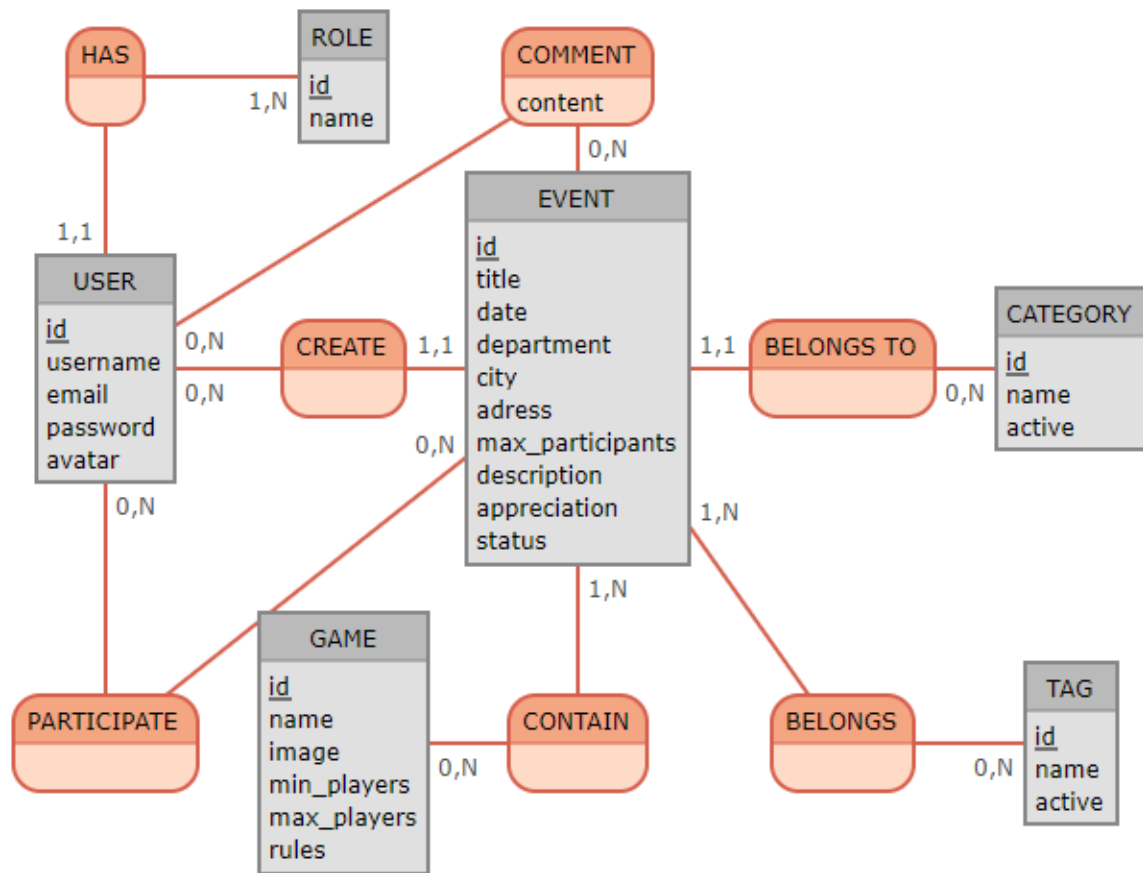 HAS
1,N
ROLE
id
name
COMMENT
content
0,N
1,1
USER
id
username
email
password
avatar
0,N
0,N
0,N
CREATE
1,1
EVENT
id
title
date
department
city
adress
max_participants
description
appreciation
status
0,N
1,N
1,N
1,1
BELONGS TO
0,N
CATEGORY
id
name
active
PARTICIPATE
GAME
id
name
image
min_players
max_players
rules
0,N
CONTAIN
BELONGS
0,N
TAG
id
name
active